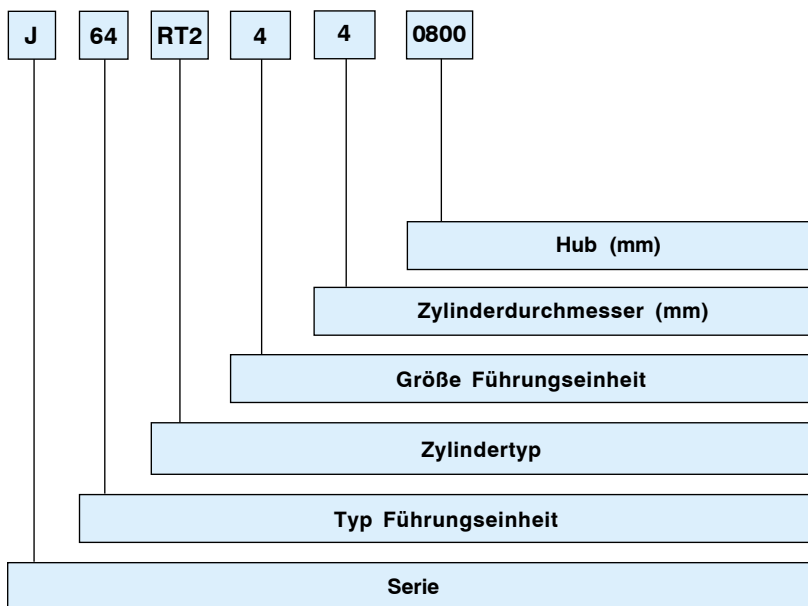 J 64 RT2 4 4 0800
Hub (mm)
Zylinderdurchmesser (mm)
Größe Führungseinheit
Zylindertyp
Typ Führungseinheit
Serie